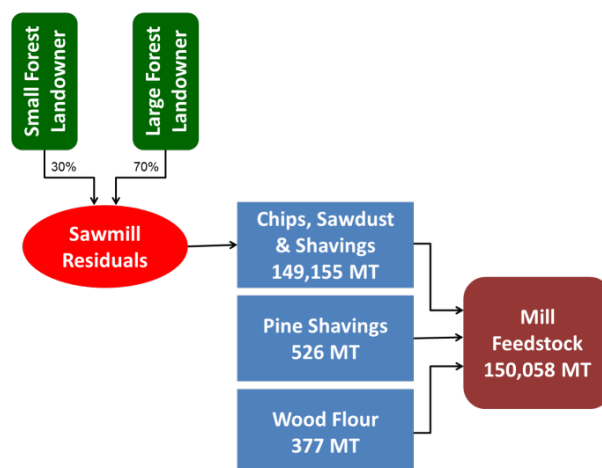 Small Forest
Landowner
Large Forest
Landowner
30%
70%
Sawmill
Residuals
Chips, Sawdust
& Shavings
149,155 MT
Pine Shavings
526 MT
Wood Flour
377 MT
Mill
Feedstock
150,058 MT